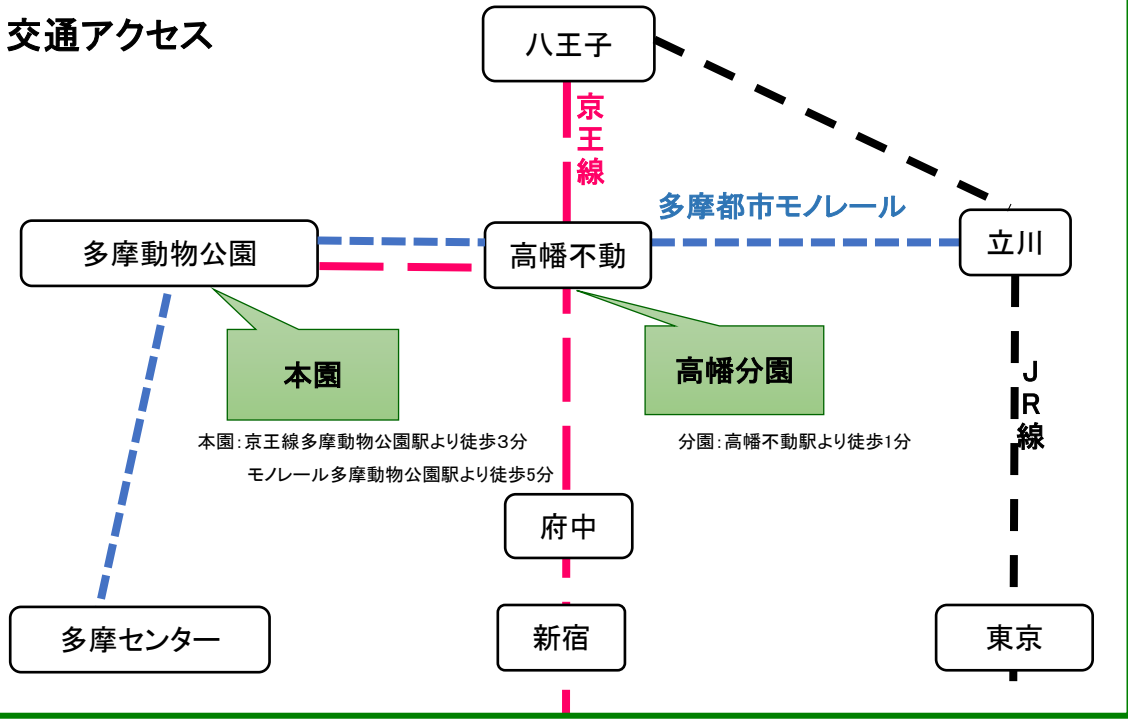 交通アクセス
八王子
京王線
多摩都市モノレール
多摩動物公園
高幡不動
立川
本園
高幡分園
JR線
本園:京王線多摩動物公園駅より徒歩3分
モノレール多摩動物公園駅より徒歩5分
分園:高幡不動駅より徒歩1分
府中
多摩センター
新宿
東京